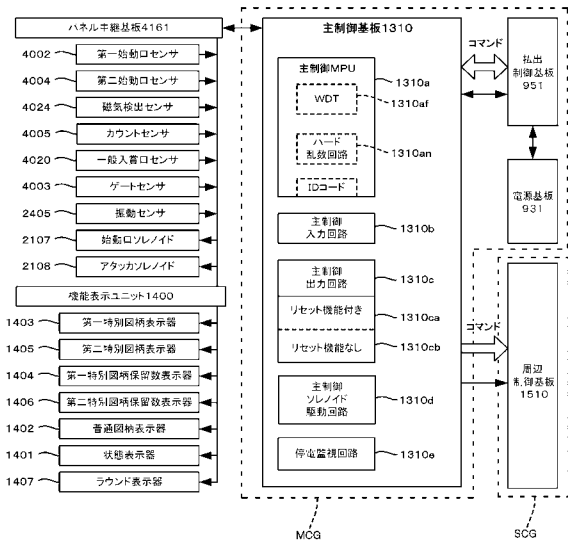 パネル中継基板4161
4002 第一始動口センサ
4004 第二始動口センサ
4024 磁気検出センサ
4005 カウントセンサ
4020 一般入賞口センサ
4003 ゲートセンサ
2405 振動センサ
2107 始動口ソレノイド
2108 アタッカソレノイド
機能表示ユニット1400
1403 第一特別図柄表示器
1405 第二特別図柄表示器
1404 第一特別図柄保留数表示器
1406 第二特別図柄保留数表示器
1402 普通図柄表示器
1401 状態表示器
1407 ラウンド表示器
主制御基板1310
主制御MPU
1310a
WDT
1310af
ハード
乱数回路
1310an
IDコード
主制御
入力回路
1310b
主制御
出力回路
1310c
リセット機能付き
1310ca
リセット機能なし
1310cb
主制御
ソレノイド
駆動回路
1310d
停電監視回路
1310e
MCG
コマンド
払出
制御基板
951
電源基板
931
コマンド
周辺
制御基板
1510
SCG